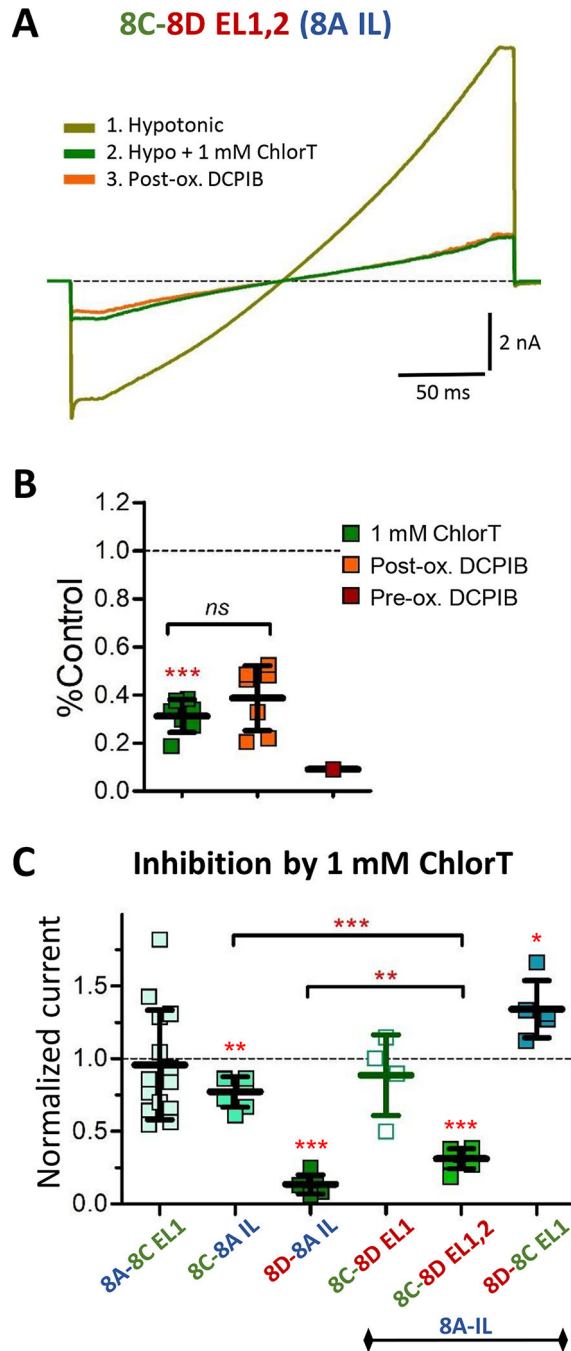 A
8C-8D EL1,2 (8A IL)
1. Hypotonic
2. Hypo + 1 mM ChlorT
3. Post-ox. DCPIB
2 nA
50 ms
B
%Control
1.2
1.0
0.8
0.6
0.4
0.2
0.0
1 mM ChlorT
Post-ox. DCPIB
Pre-ox. DCPIB
ns
***
C
Inhibition by 1 mM ChlorT
Normalized current
1.5
1.0
0.5
0.0
***
**
*
**
***
***
8A-8C EL1
8C-8A IL
8D-8A IL
8C-8D EL1
8C-8D EL1,2
8D-8C EL1
8A-IL